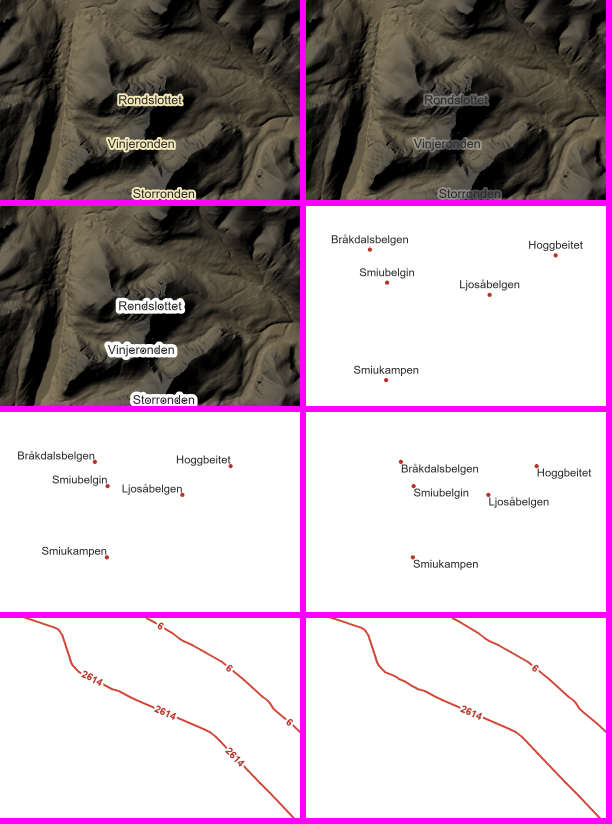 Rondslottet
Vinjeronden
Storronden
Rondslottet
Vinjeronden
Storronden
Rondslottet
Vinjeronden
Storronden
Bråkdalsbelgen
Hoggbeitet
Smiubelgin
Ljosåbelgen
Smiukampen
Bråkdalsbelgen
Hoggbeitet
Smiubelgin
Ljosåbelgen
Smiukampen
Bråkdalsbelgen
Hoggbeitet
Smiubelgin
Ljosåbelgen
Smiukampen
6
6
2614
2614
6
2614
6
2614